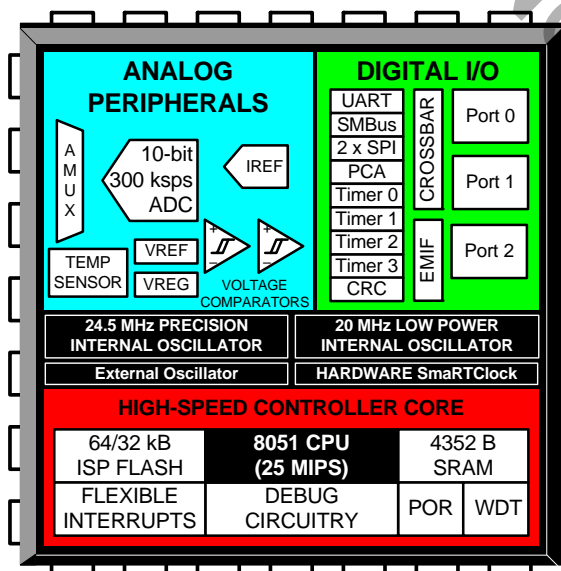 ANALOG
PERIPHERALS
A
M
U
X
10-bit
300 ksps
ADC
IREF
TEMP
SENSOR
VREF
VREG
+
–
+
–
VOLTAGE
COMPARATORS
DIGITAL I/O
UART
SMBus
2 x SPI
PCA
Timer 0
Timer 1
Timer 2
Timer 3
CRC
CROSSBAR
EMIF
Port 0
Port 1
Port 2
24.5 MHz PRECISION
INTERNAL OSCILLATOR
20 MHz LOW POWER
INTERNAL OSCILLATOR
External Oscillator
HARDWARE SmaRTClock
HIGH-SPEED CONTROLLER CORE
64/32 kB
ISP FLASH
8051 CPU
(25 MIPS)
4352 B
SRAM
FLEXIBLE
INTERRUPTS
DEBUG
CIRCUITRY
POR
WDT